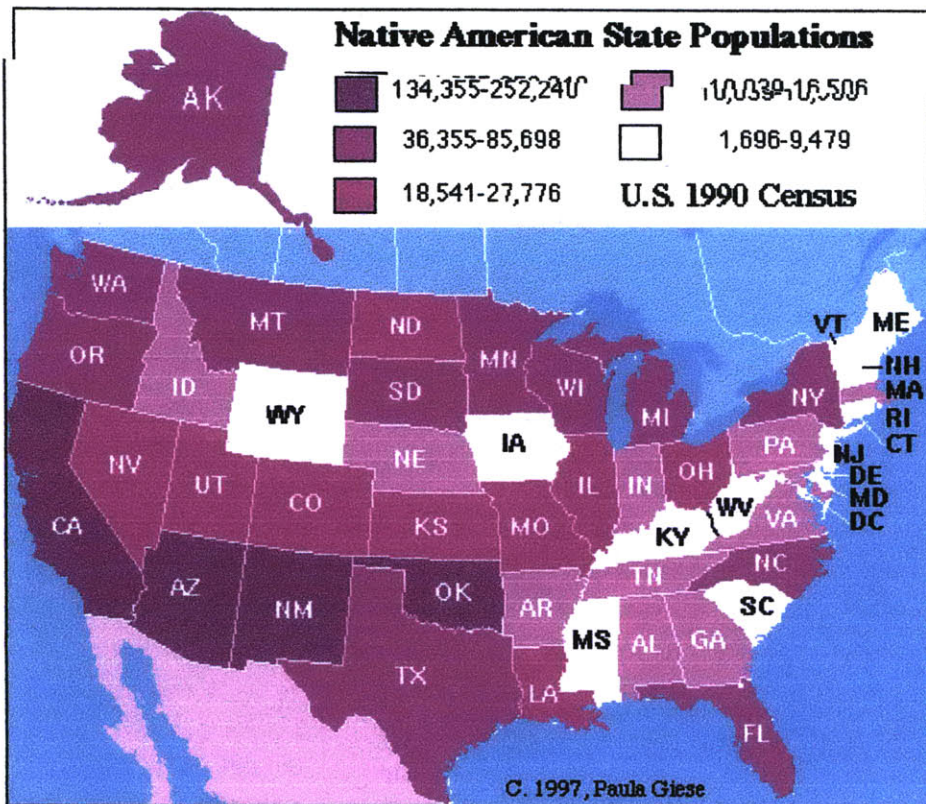 Native American State Populations
AK
134,355-252,240
36,355-85,698
1,696-9,479
18,541-27,776
U.S. 1990 Census
WA
MT
ND
MN
VT
ME
OR
ID
SD
WI
MI
NY
NH
MA
WY
IA
RI
CT
NV
UT
CO
NE
IL
IN
OH
PA
NJ
DE
MD
DC
CA
KS
MO
KY
WV
VA
AZ
NM
OK
AR
TN
NC
SC
MS
AL
GA
TX
LA
FL
C. 1997, Paula Giese